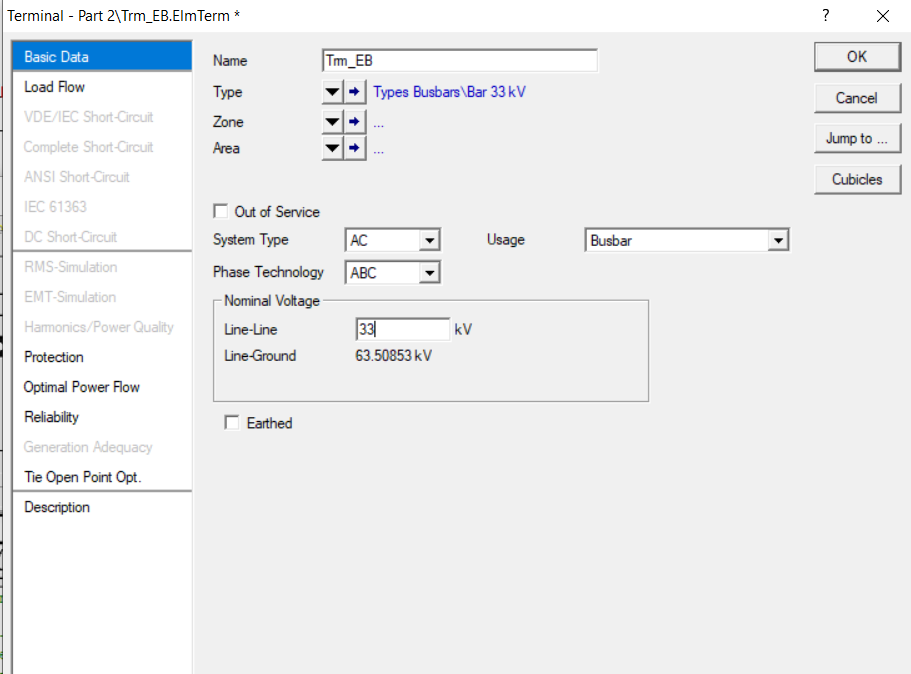 Terminal - Part 2\Trm_EB.ElmTerm *
?
Basic Data
Load Flow
VDE/IEC Short-Circuit
Complete Short-Circuit
ANSI Short-Circuit
IEC 61363
DC Short-Circuit
RMS-Simulation
EMT-Simulation
Harmonics/Power Quality
Protection
Optimal Power Flow
Reliability
Generation Adequacy
Tie Open Point Opt.
Description
Name Trm_EB
Type Types Busbars\Bar 33 kV
Zone ...
Area ...
Out of Service
System Type AC Usage Busbar
Phase Technology ABC
Nominal Voltage
Line-Line 33 kV
Line-Ground 63.50853 kV
Earthed
OK
Cancel
Jump to ...
Cubicles